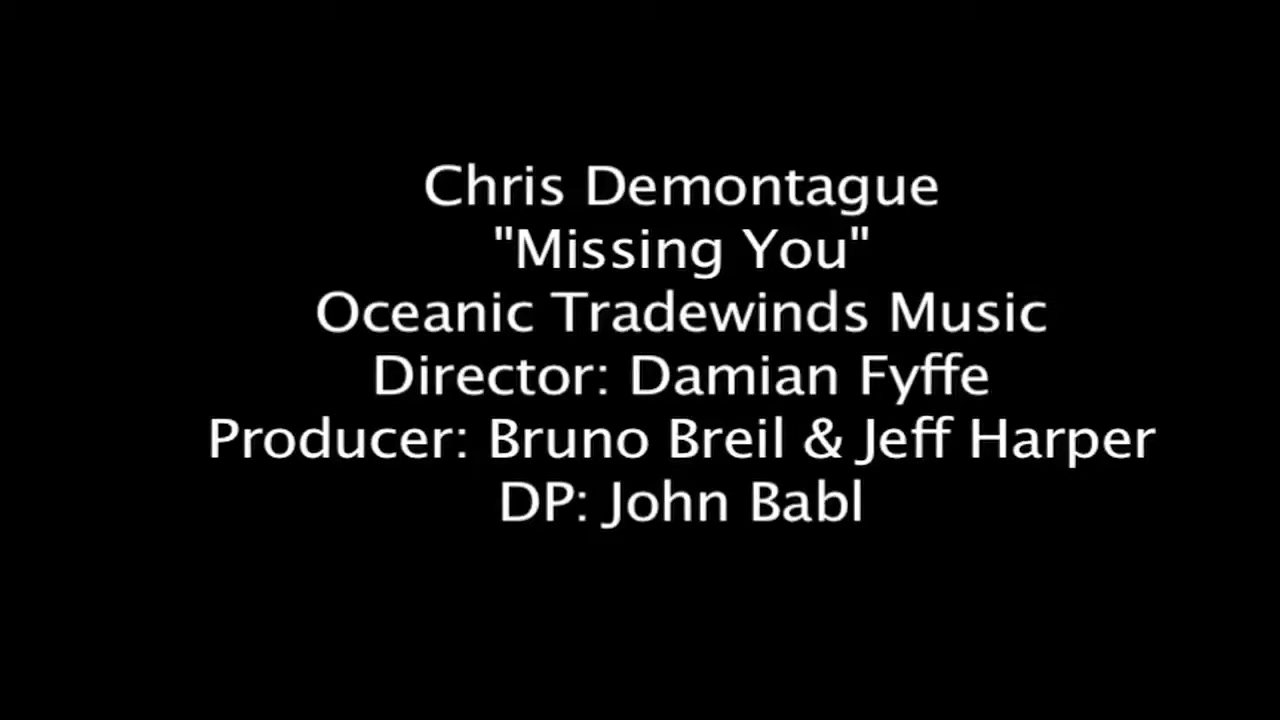 Chris Demontague
"Missing You"
Oceanic Tradewinds Music
Director: Damian Fyffe
Producer: Bruno Breil & Jeff Harper
DP: John Babl